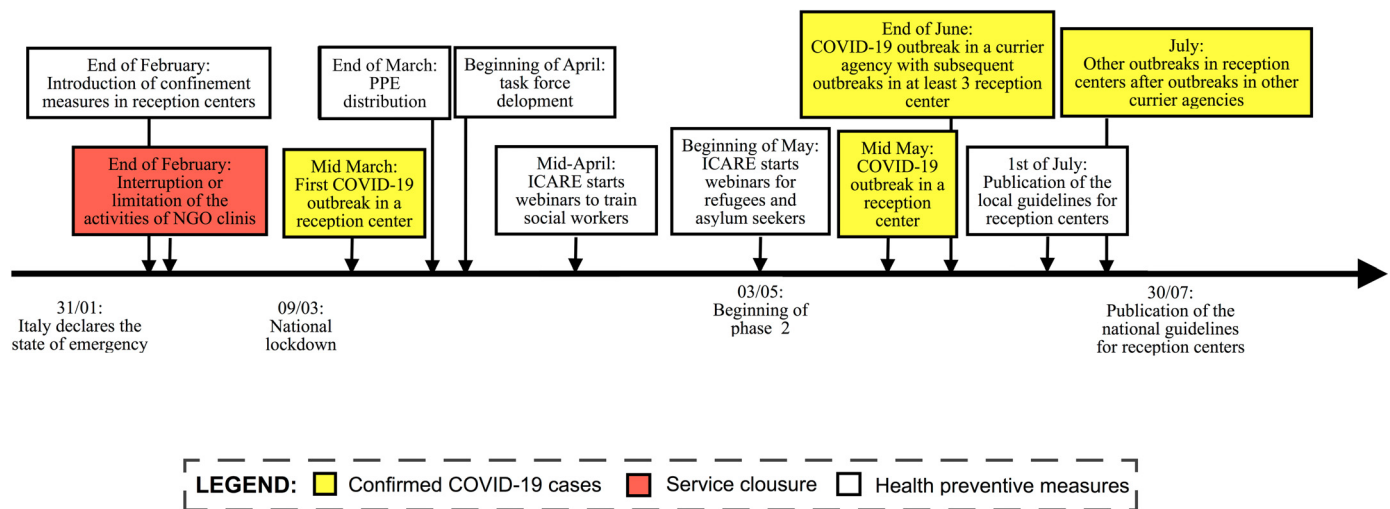 End of February:
Introduction of confinement
measures in reception centers
End of March:
PPE
distribution
Beginning of April:
task force
delopment
End of June:
COVID-19 outbreak in a currier
agency with subsequent
outbreaks in at least 3 reception
center
July:
Other outbreaks in reception
centers after outbreaks in other
currier agencies
End of February:
Interruption or
limitation of the
activities of NGO clinis
Mid March:
First COVID-19
outbreak in a
reception center
Mid-April:
ICARE starts
webinars to train
social workers
Beginning of May:
ICARE starts
webinars for
refugees and
asylum seekers
Mid May:
COVID-19
outbreak in a
reception
center
1st of July:
Publication of the
local guidelines for
reception centers
31/01:
Italy declares the
state of emergency
09/03:
National
lockdown
03/05:
Beginning of
phase 2
30/07:
Publication of the
national guidelines
for reception centers
LEGEND: Confirmed COVID-19 cases Service clousure Health preventive measures